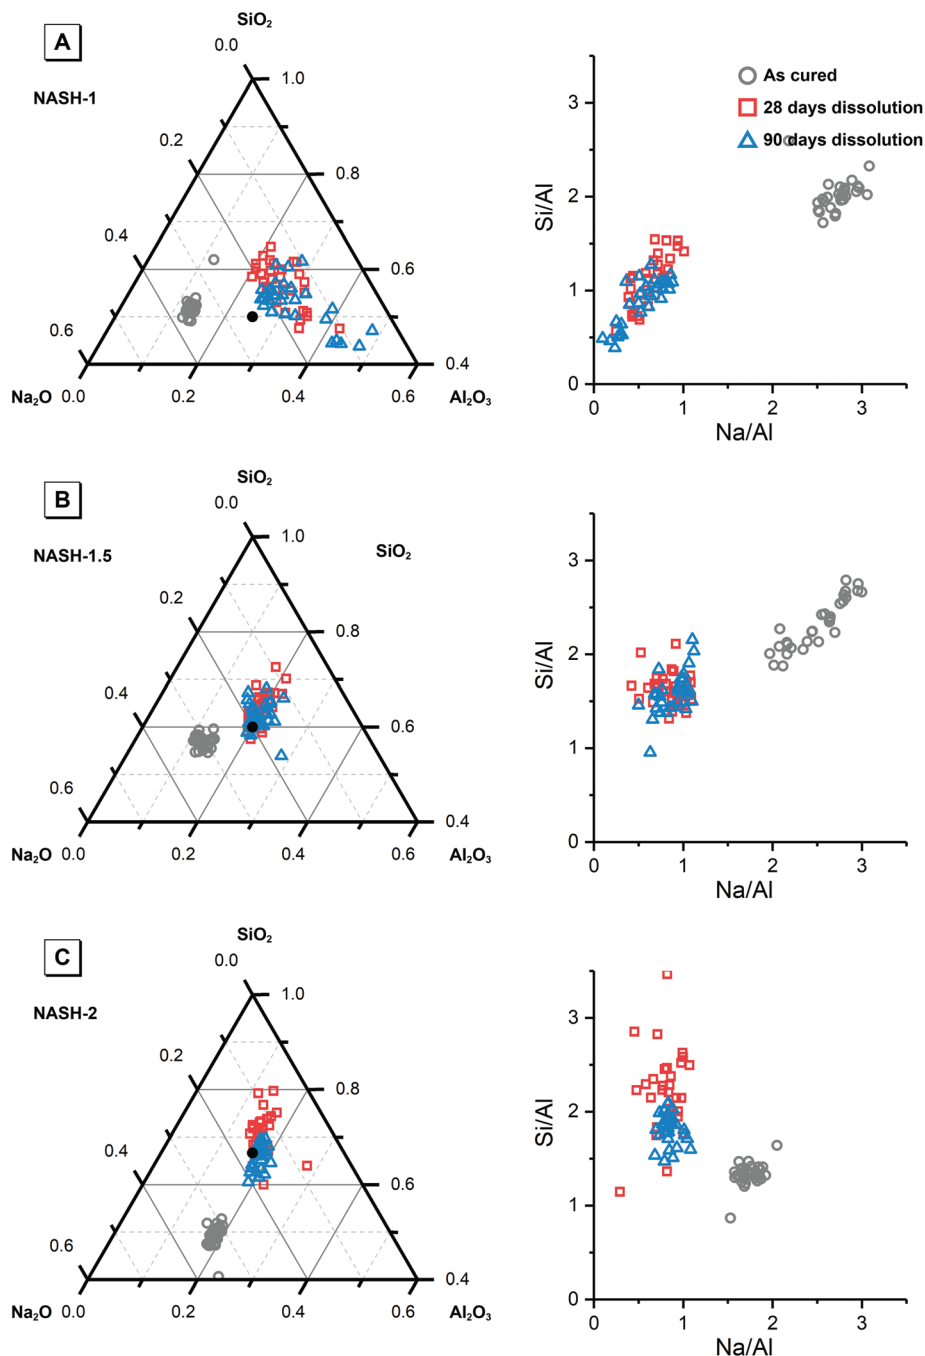 A
SiO2
0.0
NASH-1
1.0
0.2
0.8
0.4
0.6
0.6
0.4
Na2O 0.0 0.2 0.4 0.6 Al2O3
Si/Al
3
2
1
0
0 1 2 3
Na/Al
As cured
28 days dissolution
90 days dissolution
B
SiO2
0.0
NASH-1.5
1.0
SiO2
0.2
0.8
0.4
0.6
0.6
0.4
Na2O 0.0 0.2 0.4 0.6 Al2O3
Si/Al
3
2
1
0
0 1 2 3
Na/Al
C
SiO2
0.0
NASH-2
1.0
0.2
0.8
0.4
0.6
0.6
0.4
Na2O 0.0 0.2 0.4 0.6 Al2O3
Si/Al
3
2
1
0
0 1 2 3
Na/Al